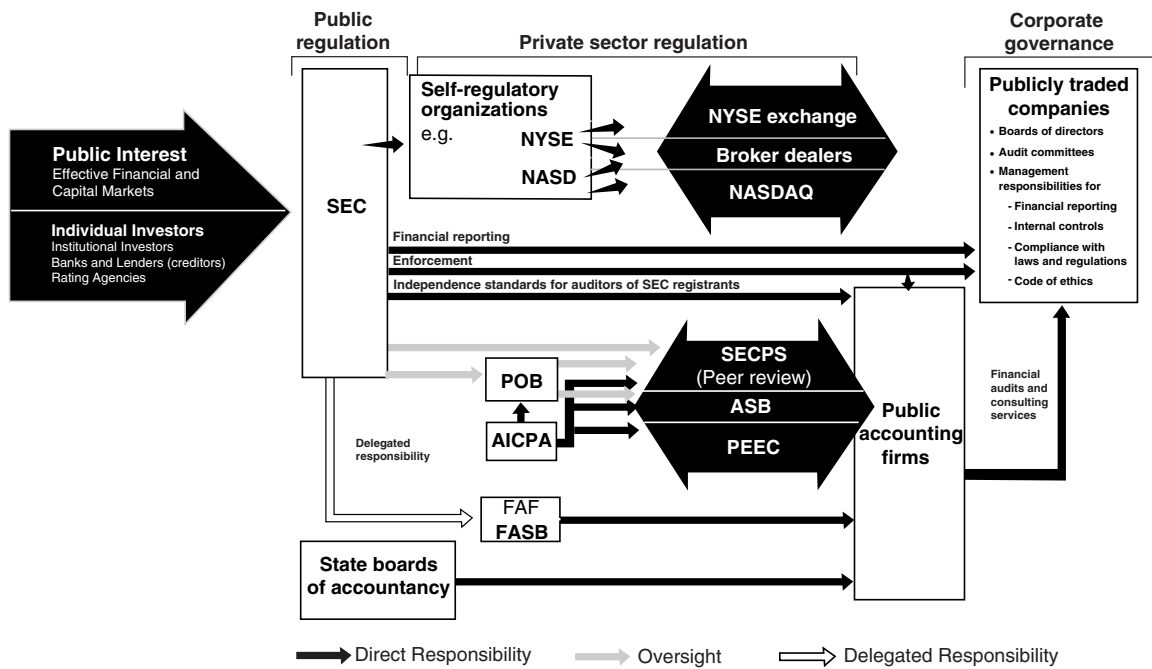 Public
regulation
Private sector regulation
Corporate
governance
Public Interest
Effective Financial and
Capital Markets
Individual Investors
Institutional Investors
Banks and Lenders (creditors)
Rating Agencies
SEC
Self-regulatory
organizations
e.g.
NYSE
NASD
NYSE exchange
Broker dealers
NASDAQ
Publicly traded
companies
• Boards of directors
• Audit committees
• Management
responsibilities for
- Financial reporting
- Internal controls
- Compliance with
laws and regulations
- Code of ethics
Financial reporting
Enforcement
Independence standards for auditors of SEC registrants
POB
AICPA
SECPS
(Peer review)
ASB
PEEC
Public
accounting
firms
Financial
audits and
consulting
services
Delegated
responsibility
FAF
FASB
State boards
of accountancy
Direct Responsibility
Oversight
Delegated Responsibility